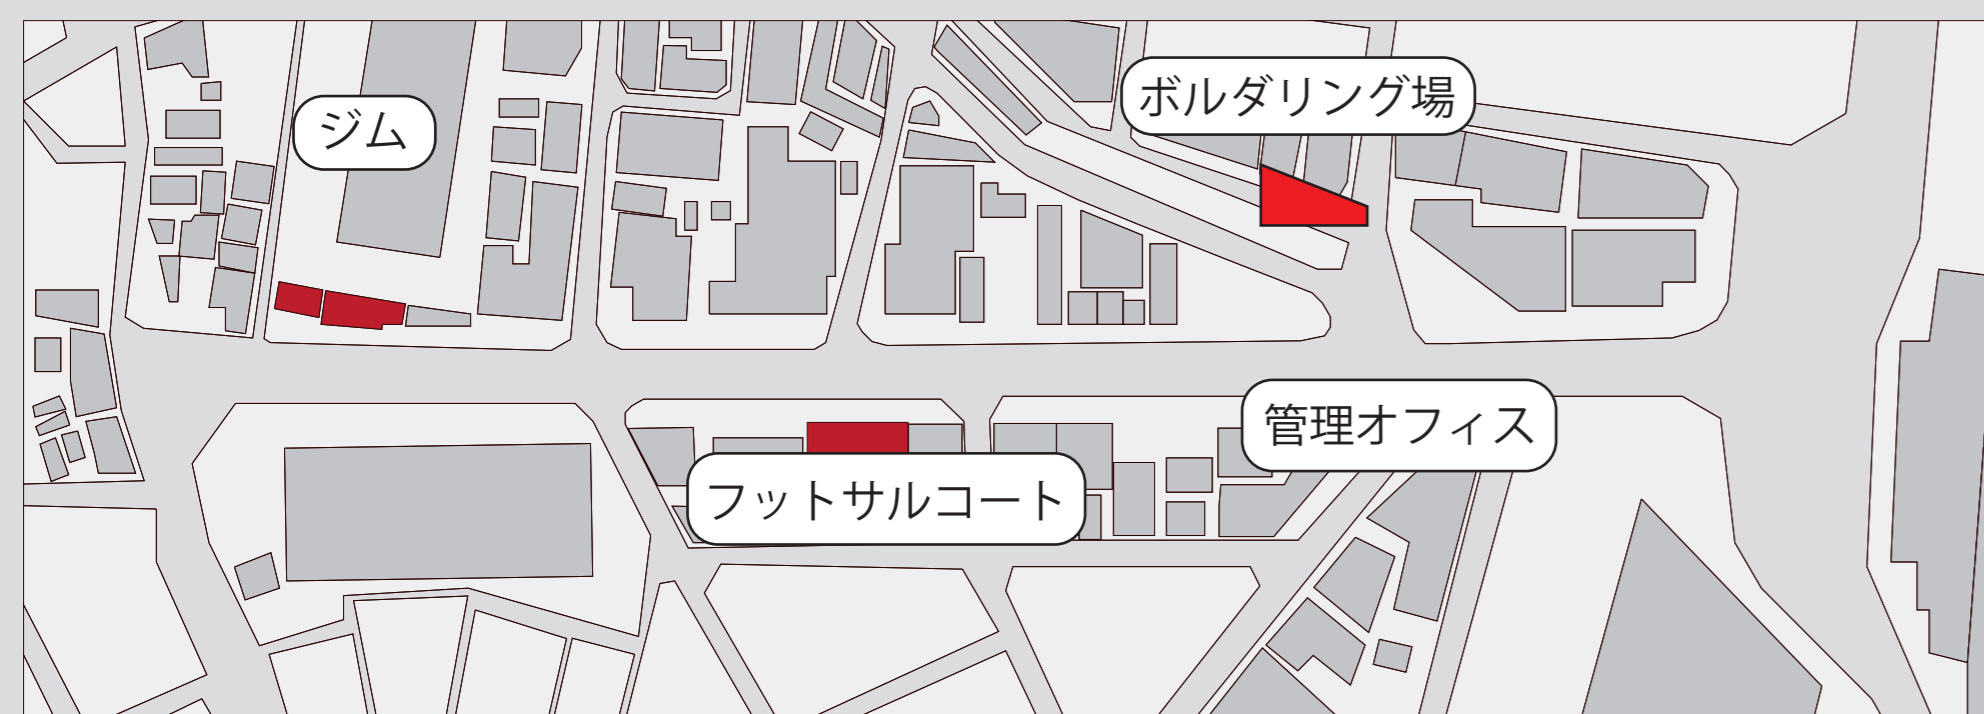 ボルダリング場
ジム
管理オフィス
フットサルコート